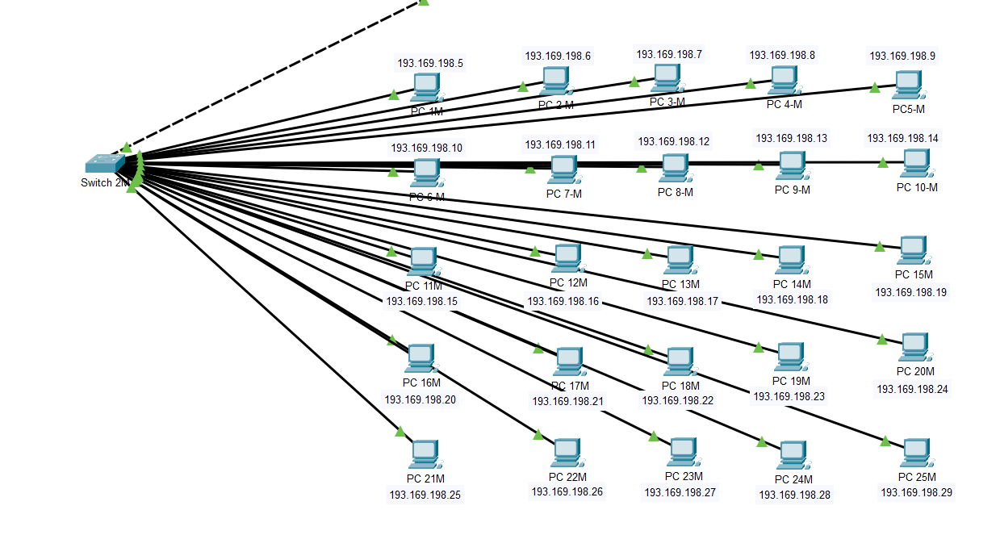 193.169.198.5
193.169.198.6
193.169.198.7
193.169.198.8
193.169.198.9
PC 1M
PC 2-M
PC 3-M
PC 4-M
PC5-M
193.169.198.10
193.169.198.11
193.169.198.12
193.169.198.13
193.169.198.14
Switch 2M
PC 6-M
PC 7-M
PC 8-M
PC 9-M
PC 10-M
PC 11M
PC 12M
PC 13M
PC 14M
PC 15M
193.169.198.15
193.169.198.16
193.169.198.17
193.169.198.18
193.169.198.19
PC 16M
PC 17M
PC 18M
PC 19M
PC 20M
193.169.198.20
193.169.198.21
193.169.198.22
193.169.198.23
193.169.198.24
PC 21M
PC 22M
PC 23M
PC 24M
PC 25M
193.169.198.25
193.169.198.26
193.169.198.27
193.169.198.28
193.169.198.29